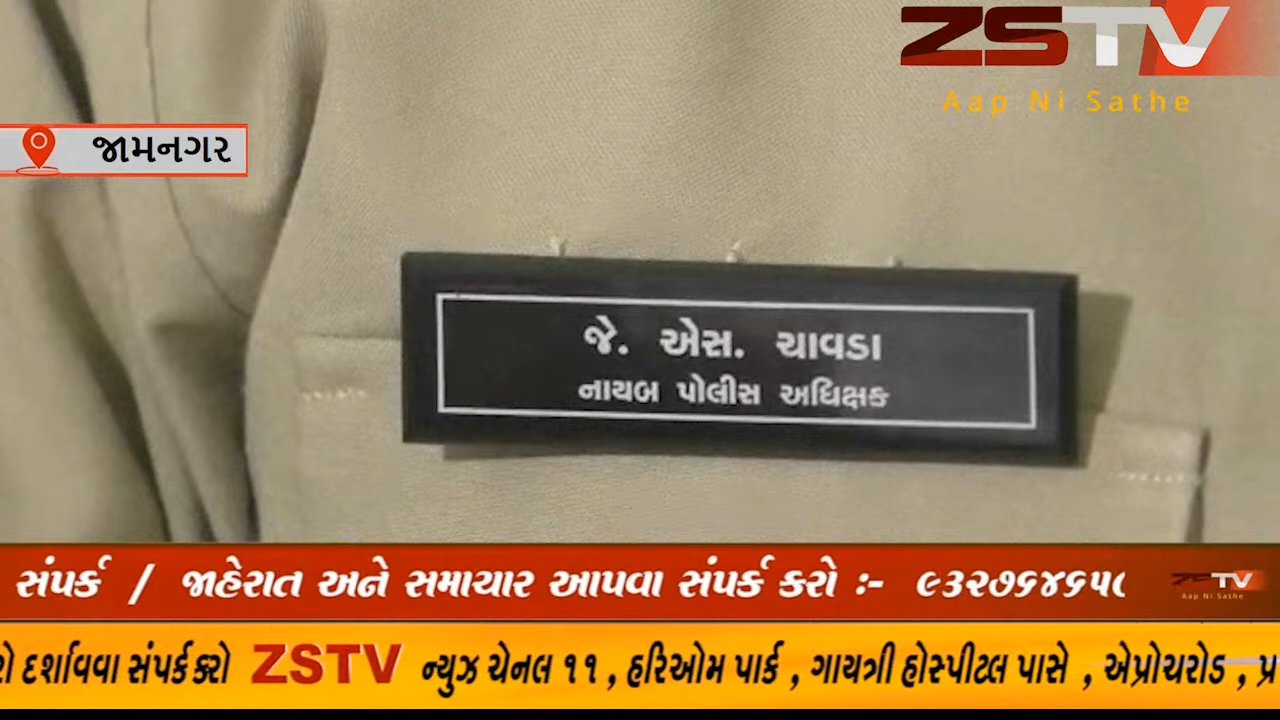 ZSTV
Aap Ni Sathe
જામનગર
જે. એસ. ચાવડા
નાયબ પોલીસ અધિક્ષક
સંપર્ક / જાહેરાત અને સમાચાર આપવા સંપર્ક કરો :- ૯૩૨૭૬૪૬૫
ZSTV
Aap Ni Sathe
દર્શાવવા સંપર્ક કરો ZSTV ન્યુઝ ચેનલ ૧૧ , હરિઓમ પાર્ક , ગાયત્રી હોસ્પીટલ પાસે , એપ્રોચરોડ ,